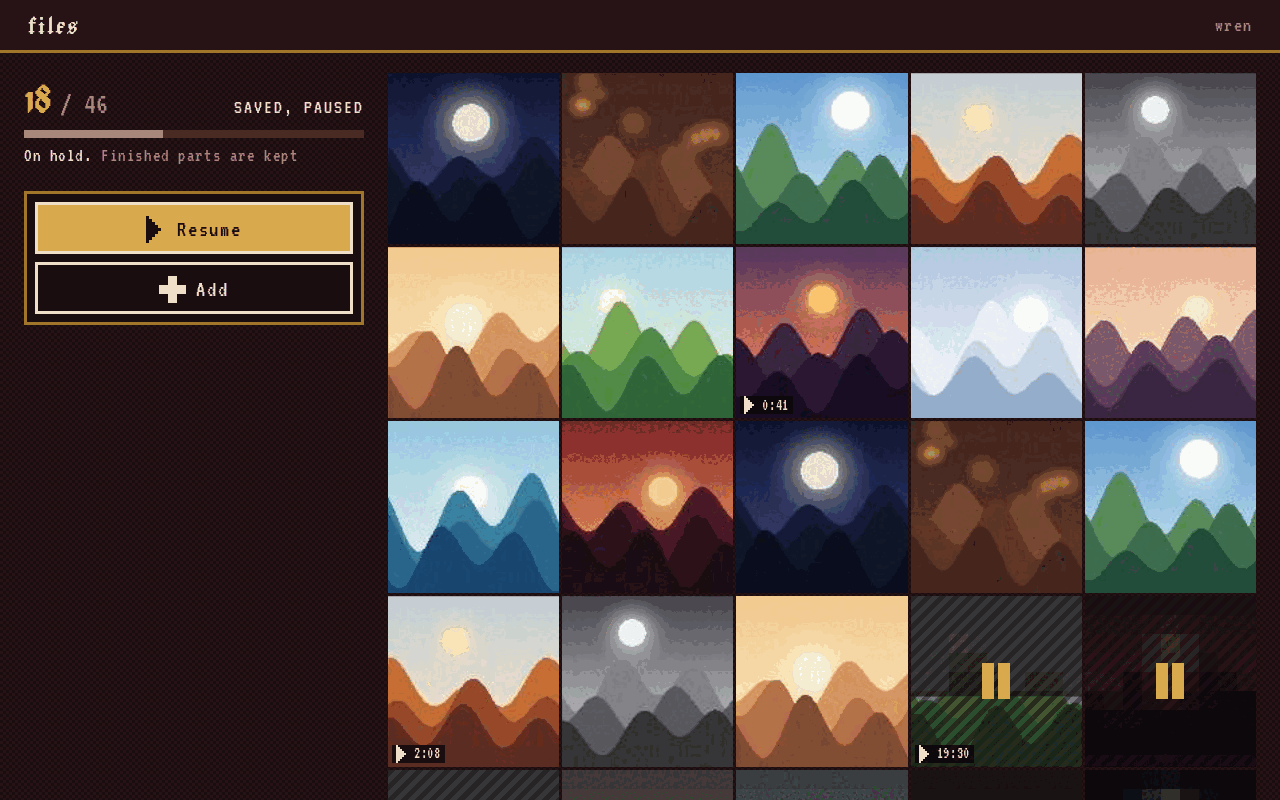 files
wren
18 / 46
SAVED, PAUSED
On hold. Finished parts are kept
Resume
Add
0:41
2:08
19:30